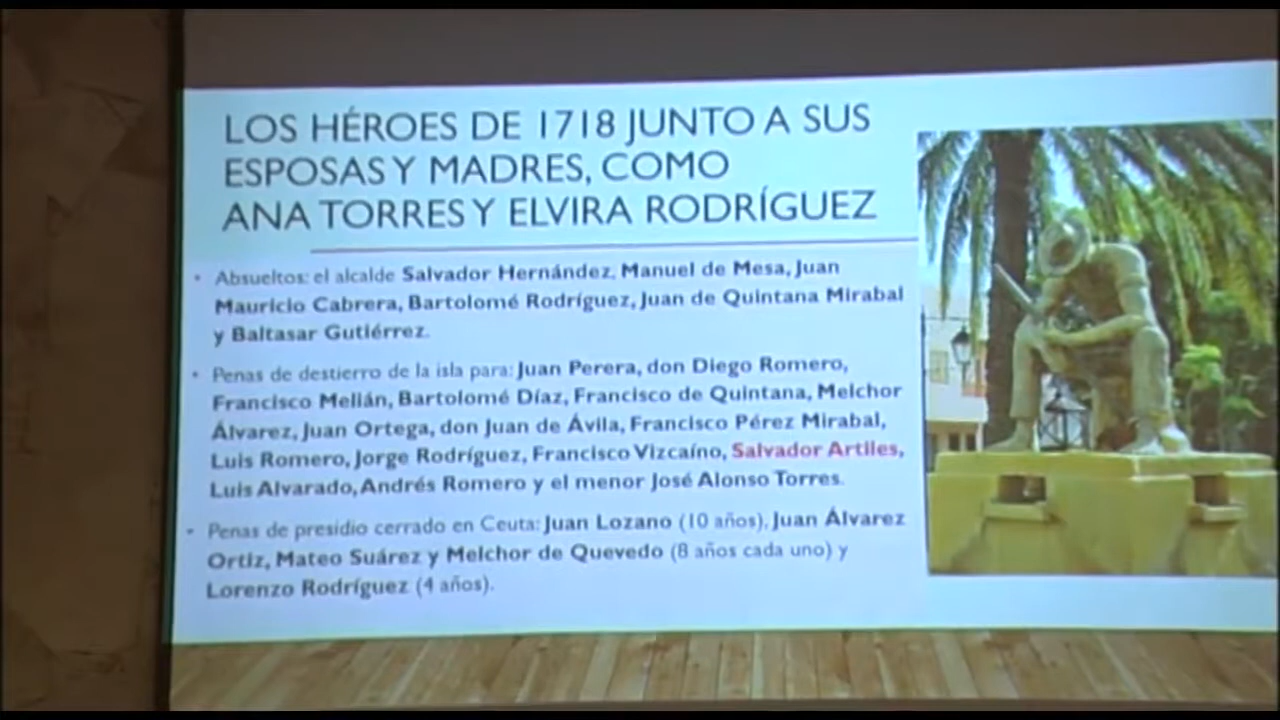 LOS HÉROES DE 1718 JUNTO A SUS
ESPOSAS Y MADRES, COMO
ANA TORRES Y ELVIRA RODRÍGUEZ
• Absueltos: el alcalde Salvador Hernández, Manuel de Mesa, Juan
Mauricio Cabrera, Bartolomé Rodríguez, Juan de Quintana Mirabal
y Baltasar Gutiérrez.
• Penas de destierro de la isla para: Juan Perera, don Diego Romero,
Francisco Melián, Bartolomé Díaz, Francisco de Quintana, Melchor
Álvarez, Juan Ortega, don Juan de Ávila, Francisco Pérez Mirabal,
Luis Romero, Jorge Rodríguez, Francisco Vizcaíno, Salvador Artiles,
Luis Alvarado, Andrés Romero y el menor José Alonso Torres.
• Penas de presidio cerrado en Ceuta: Juan Lozano (10 años), Juan Álvarez
Ortiz, Mateo Suárez y Melchor de Quevedo (8 años cada uno) y
Lorenzo Rodríguez (4 años).